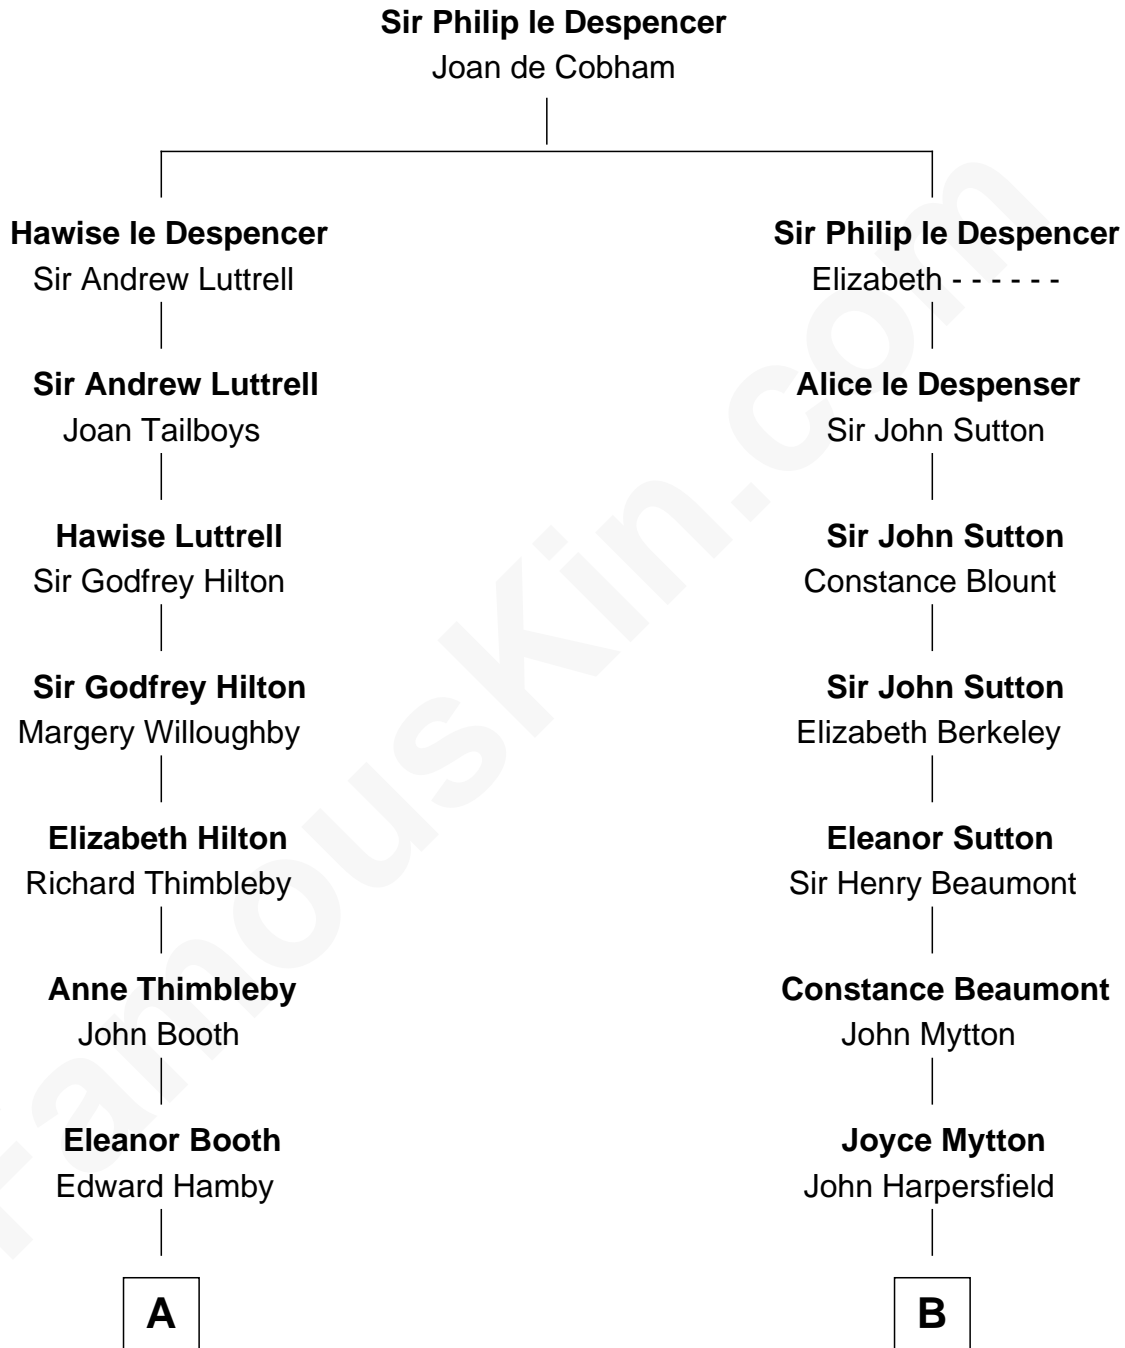 Sir Philip le Despencer
Joan de Cobham
Hawise le Despencer
Sir Andrew Luttrell
Sir Philip le Despencer
Elizabeth - - - - - -
Sir Andrew Luttrell
Joan Tailboys
Alice le Despenser
Sir John Sutton
Hawise Luttrell
Sir Godfrey Hilton
Sir John Sutton
Constance Blount
Sir Godfrey Hilton
Margery Willoughby
Sir John Sutton
Elizabeth Berkeley
Elizabeth Hilton
Richard Thimbleby
Eleanor Sutton
Sir Henry Beaumont
Anne Thimbleby
John Booth
Constance Beaumont
John Mytton
Eleanor Booth
Edward Hamby
Joyce Mytton
John Harpersfield
A
B
FamousKin.com